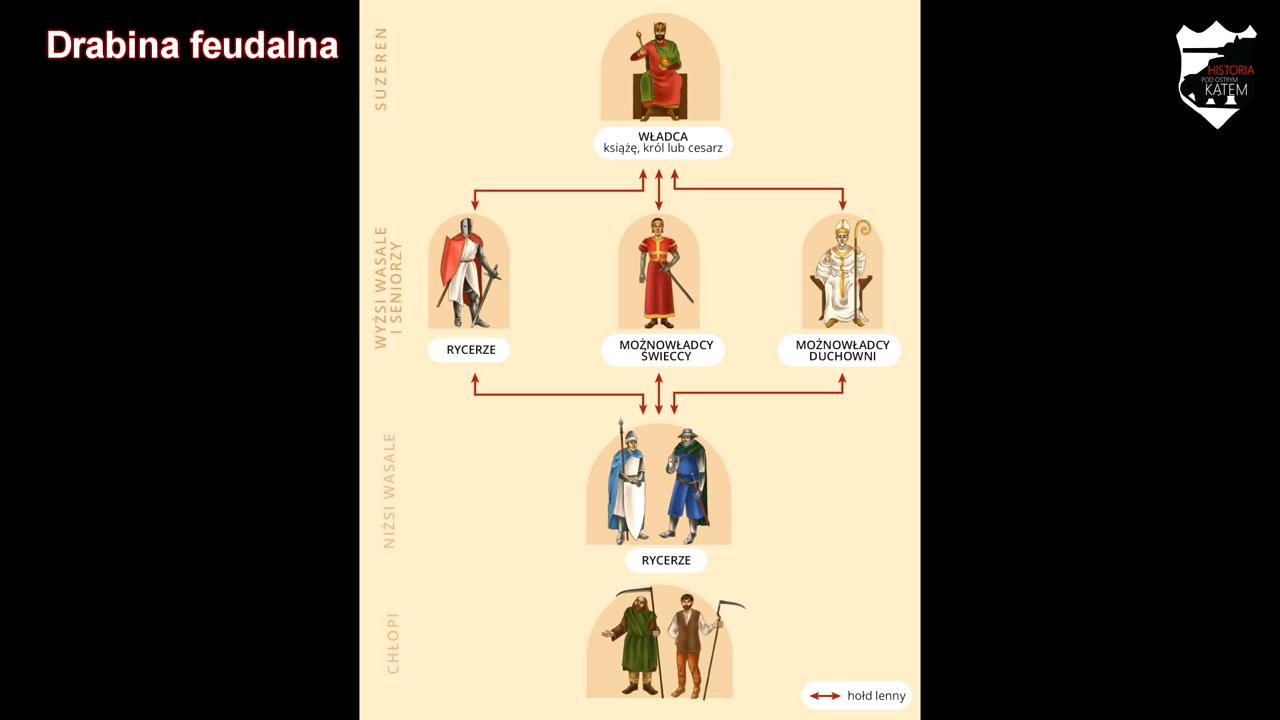 Drabina feudalna
HISTORIA
POD OSTRYM
KĄTEM
SUZEREN
WŁADCA
książę, król lub cesarz
WYŻSI WASALE
I SENIORZY
RYCERZE
MOŻNOWŁADCY
ŚWIECCY
MOŻNOWŁADCY
DUCHOWNI
NIŻSI WASALE
RYCERZE
CHŁOPI
hołd lenny